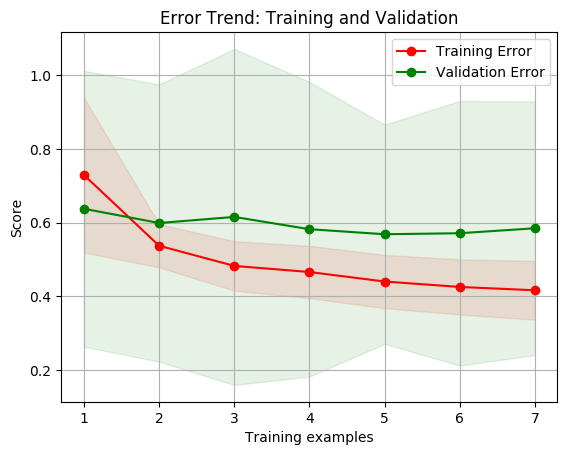 Error Trend: Training and Validation
Training Error
Validation Error
1.0
0.8
0.6
0.4
0.2
Score
1 2 3 4 5 6 7
Training examples